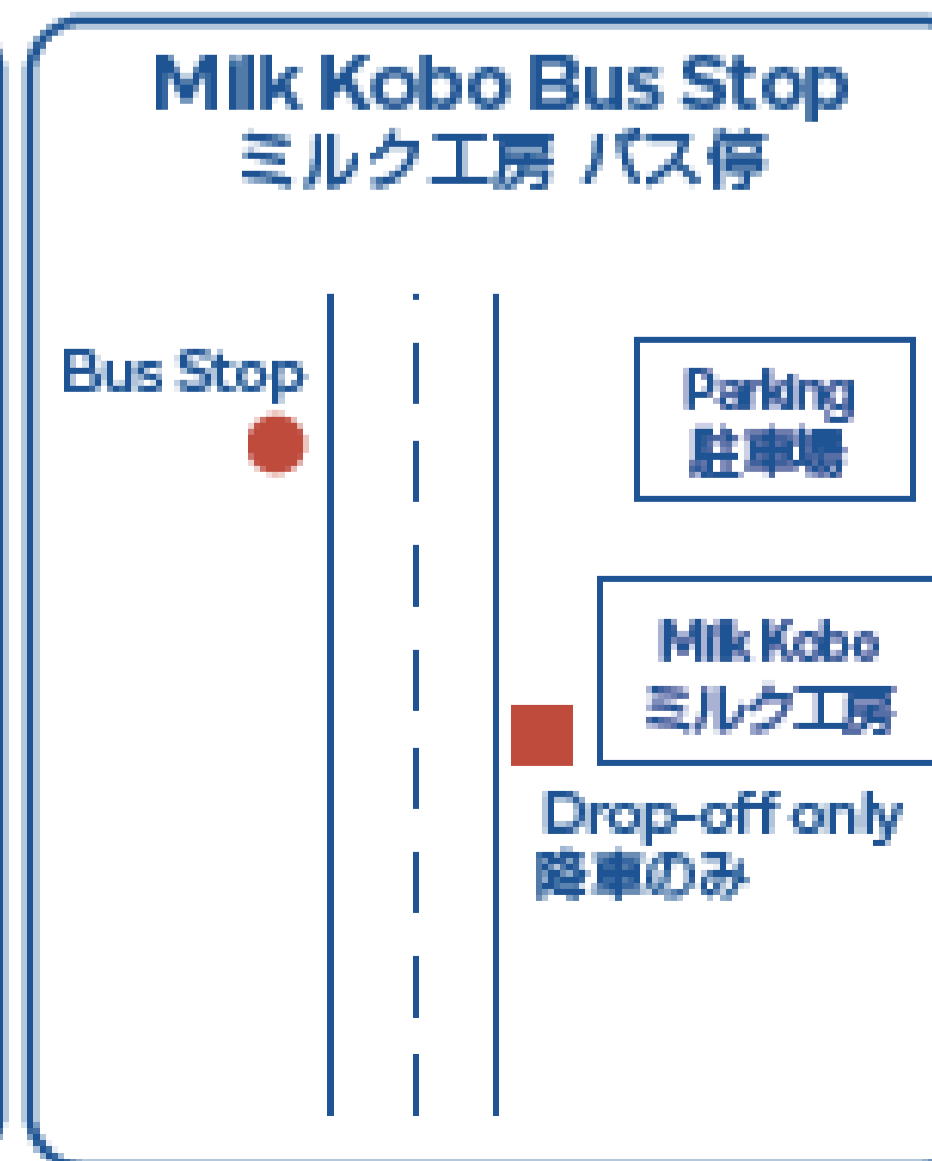 Milk Kobo Bus Stop
ミルク工房 バス停
Bus Stop
Parking
駐車場
Milk Kobo
ミルク工房
Drop-off only
降車のみ